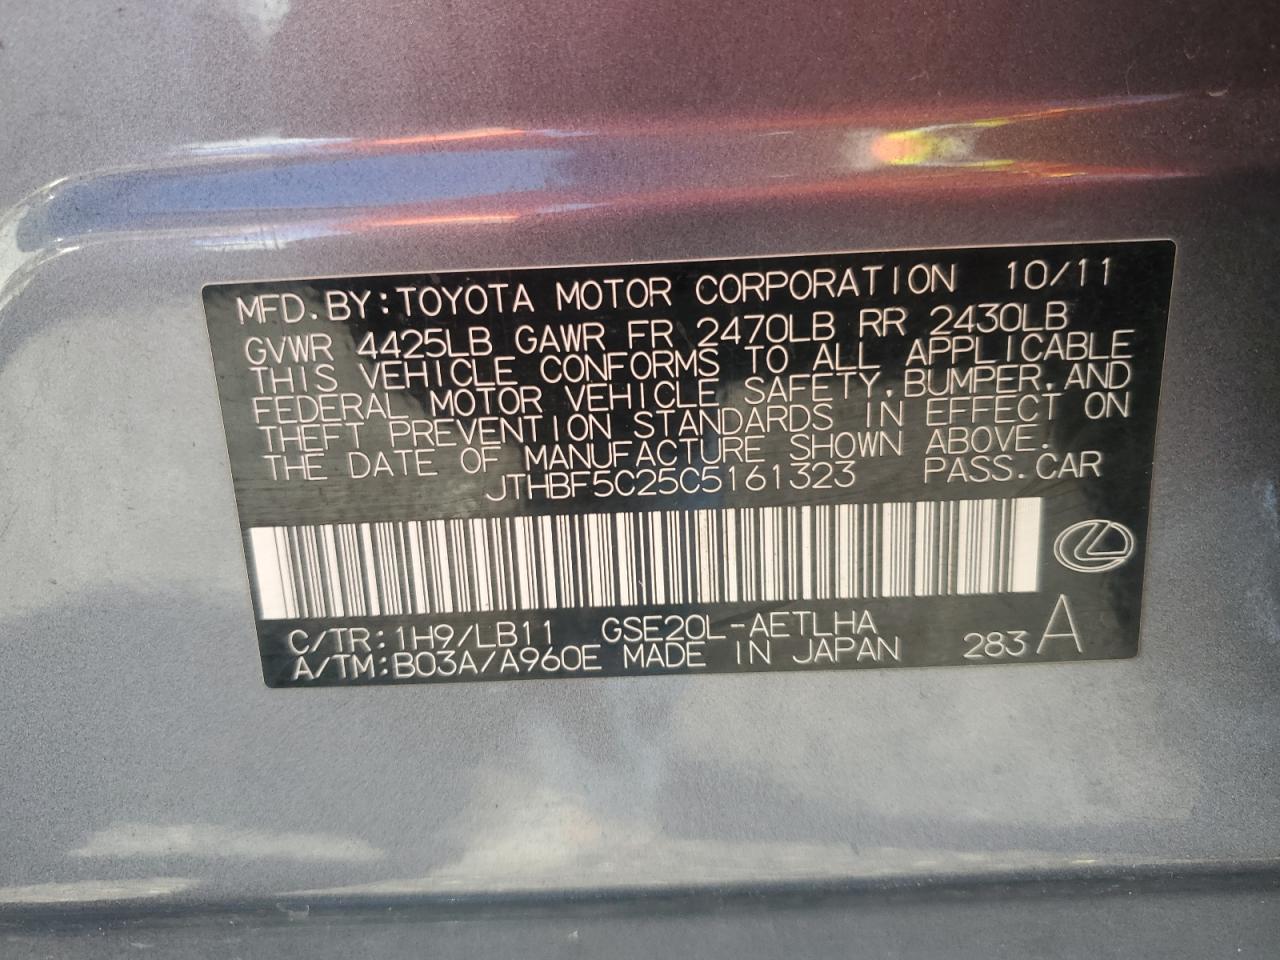 MFD. BY: TOYOTA MOTOR CORPORATION 10/11
GVWR 4425LB GAWR FR 2470LB RR 2430LB
THIS VEHICLE CONFORMS TO ALL APPLICABLE
FEDERAL MOTOR VEHICLE SAFETY, BUMPER, AND
THEFT PREVENTION STANDARDS IN EFFECT ON
THE DATE OF MANUFACTURE SHOWN ABOVE.
JTHBF5C25C5161323 PASS. CAR
C/TR: 1H9/LB11 GSE20L-AETLHA
A/TM: B03A/A960E MADE IN JAPAN 283 A